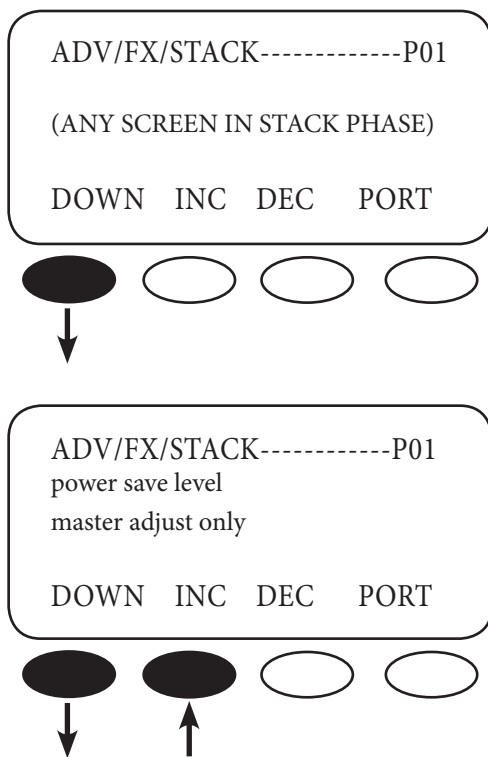 ADV/FX/STACK-------------P01
(ANY SCREEN IN STACK PHASE)
DOWN INC DEC PORT
ADV/FX/STACK------------P01
power save level
master adjust only
DOWN INC DEC PORT